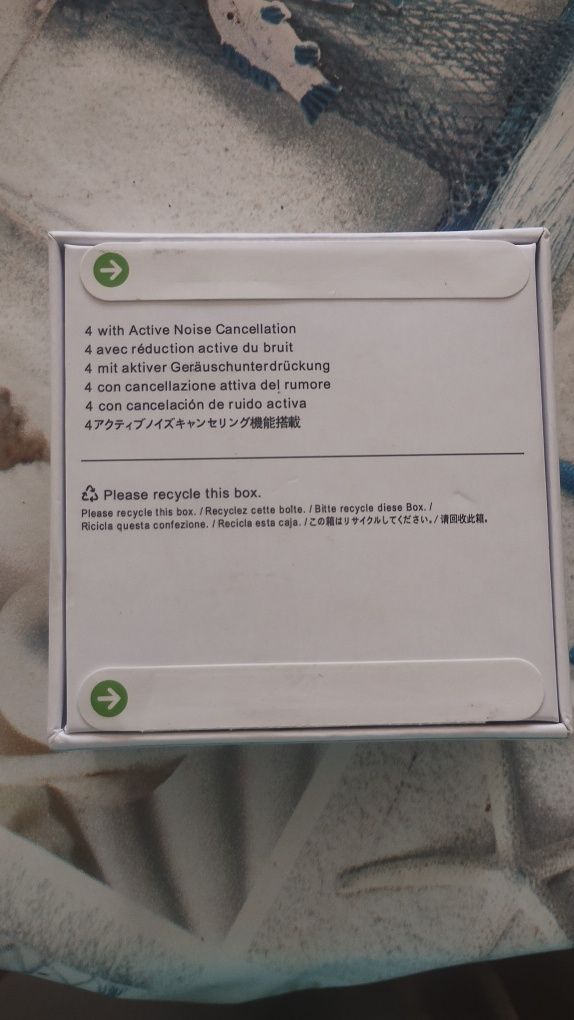 4 with Active Noise Cancellation
4 avec réduction active du bruit
4 mit aktiver Geräuschunterdrückung
4 con cancellazione attiva del rumore
4 con cancelación de ruido activa
4アクティブノイズキャンセリング機能搭載
Please recycle this box.
Please recycle this box. / Recyclez cette bolte. / Bitte recycle diese Box. /
Ricicla questa confezione. / Recicla esta caja. / この箱はリサイクルしてください。/ 请回收此箱。